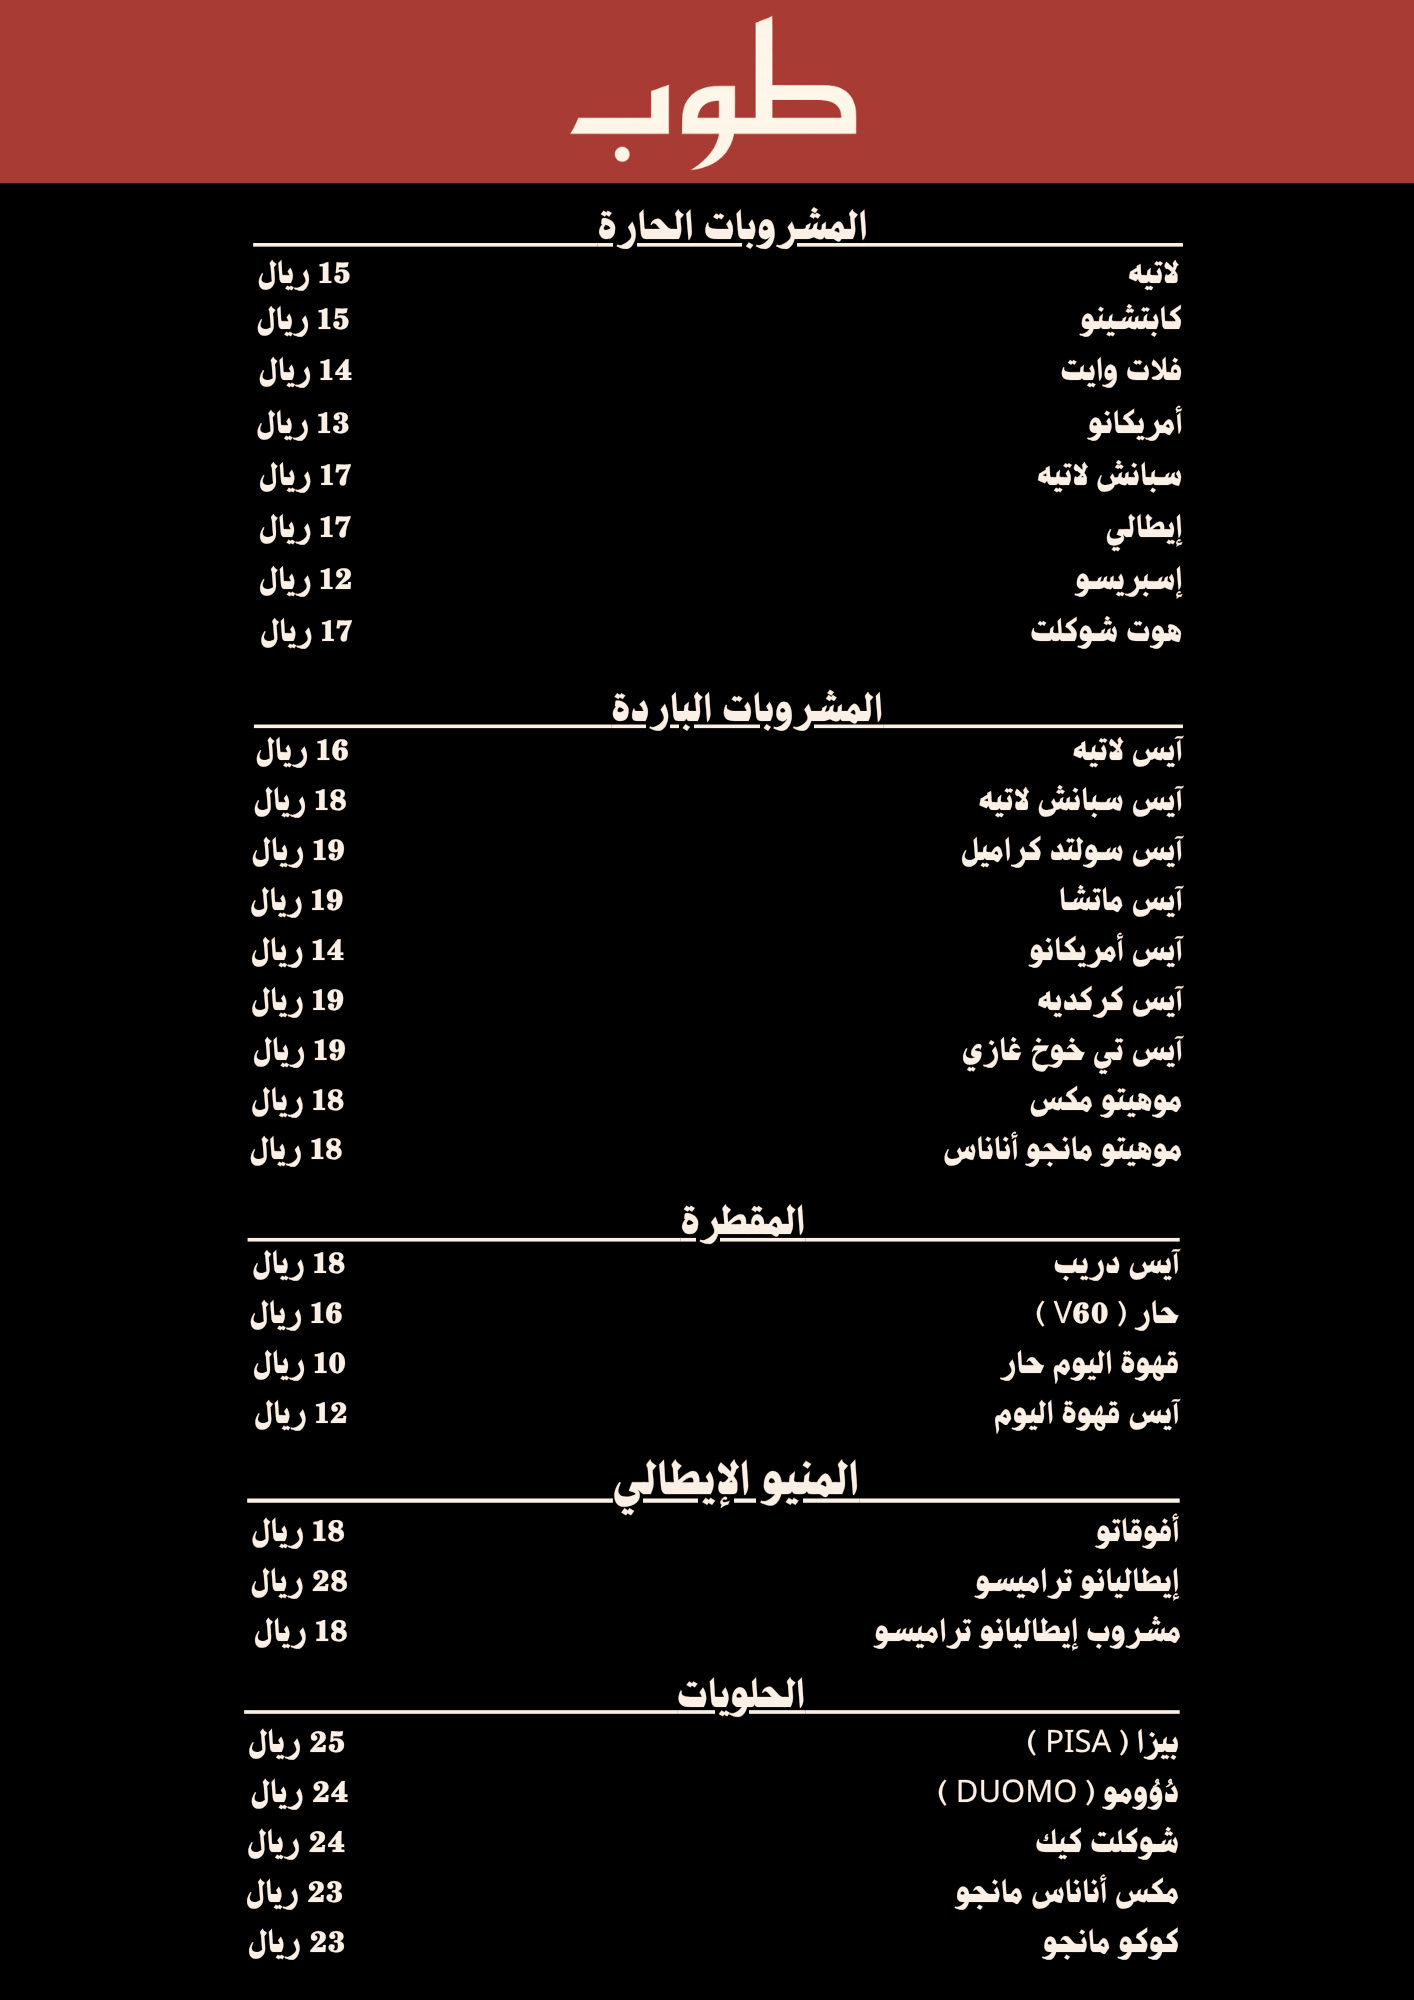 طوب
المشروبات الحارة
لاتيه 15 ريال
كابتشينو 15 ريال
فلات وايت 14 ريال
أمريكانو 13 ريال
سبانش لاتيه 17 ريال
إيطالي 17 ريال
إسبريسو 12 ريال
هوت شوكلت 17 ريال
المشروبات الباردة
آيس لاتيه 16 ريال
آيس سبانش لاتيه 18 ريال
آيس سولتد كراميل 19 ريال
آيس ماتشا 19 ريال
آيس أمريكانو 14 ريال
آيس كركديه 19 ريال
آيس تي خوخ غازي 19 ريال
موهيتو مكس 18 ريال
موهيتو مانجو أناناس 18 ريال
المقطرة
آيس دريب 18 ريال
حار ( V60 ) 16 ريال
قهوة اليوم حار 10 ريال
آيس قهوة اليوم 12 ريال
المنيو الإيطالي
أفوقاتو 18 ريال
إيطاليانو تراميسو 28 ريال
مشروب إيطاليانو تراميسو 18 ريال
الحلويات
بيزا ( PISA ) 25 ريال
دُؤومو ( DUOMO ) 24 ريال
شوكلت كيك 24 ريال
مكس أناناس مانجو 23 ريال
كوكو مانجو 23 ريال